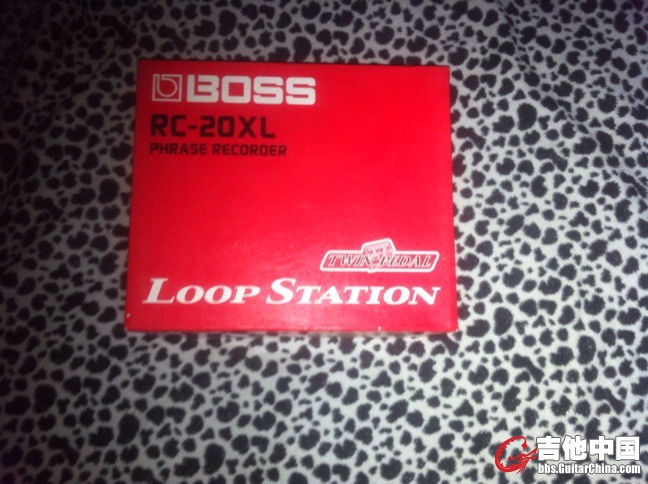 BOSS
RC-20XL
PHRASE RECORDER
TWIN PEDAL
LOOP STATION
吉他中国
bbs.GuitarChina.com